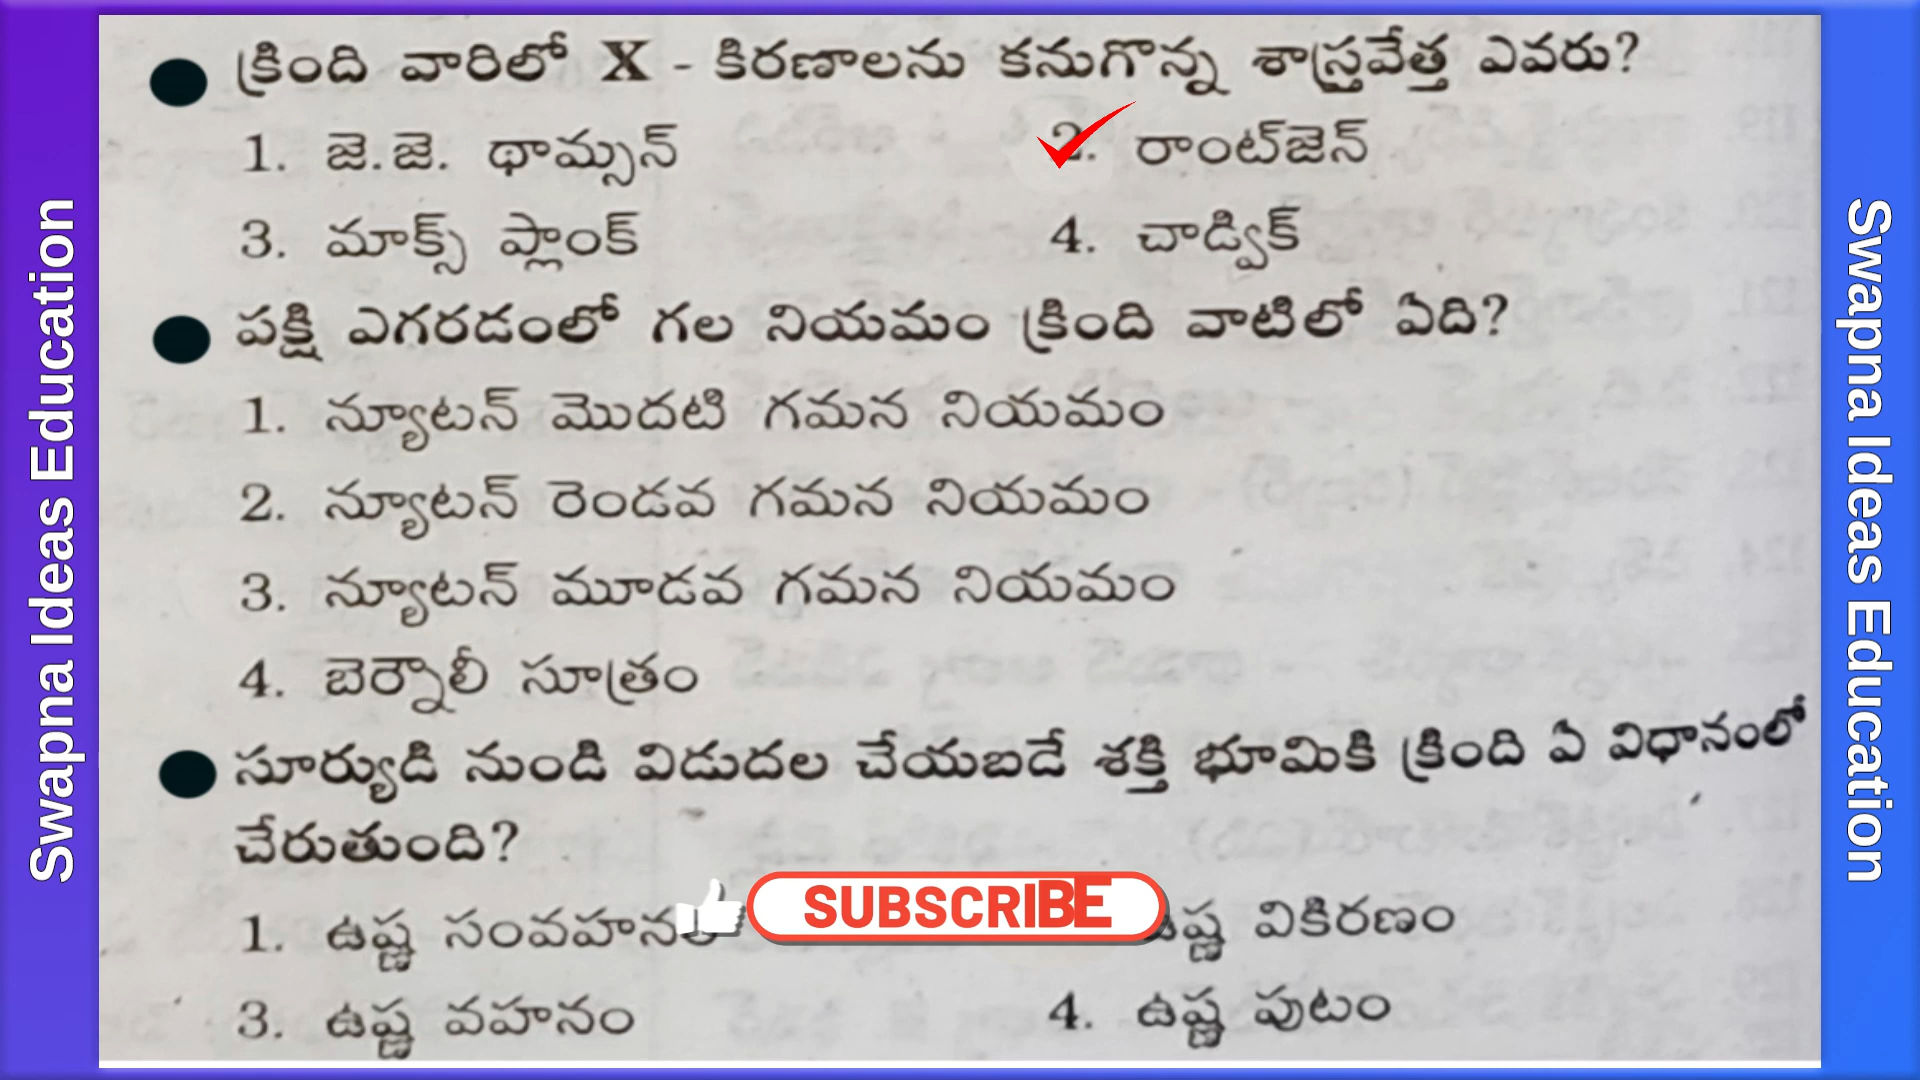 Swapna Ideas Education
క్రింది వారిలో X - కిరణాలను కనుగొన్న శాస్త్రవేత్త ఎవరు?
1. జె.జె. థామ్సన్ 2. రాంట్‌జెన్
3. మాక్స్ ప్లాంక్ 4. చాడ్విక్
పక్షి ఎగరడంలో గల నియమం క్రింది వాటిలో ఏది?
1. న్యూటన్ మొదటి గమన నియమం
2. న్యూటన్ రెండవ గమన నియమం
3. న్యూటన్ మూడవ గమన నియమం
4. బెర్నౌలీ సూత్రం
సూర్యుడి నుండి విడుదల చేయబడే శక్తి భూమికి క్రింది ఏ విధానంలో
చేరుతుంది?
1. ఉష్ణ వికిరణం
3. ఉష్ణ వహనం 4. ఉష్ణ పుటం
SUBSCRIBE
Swapna Ideas Education